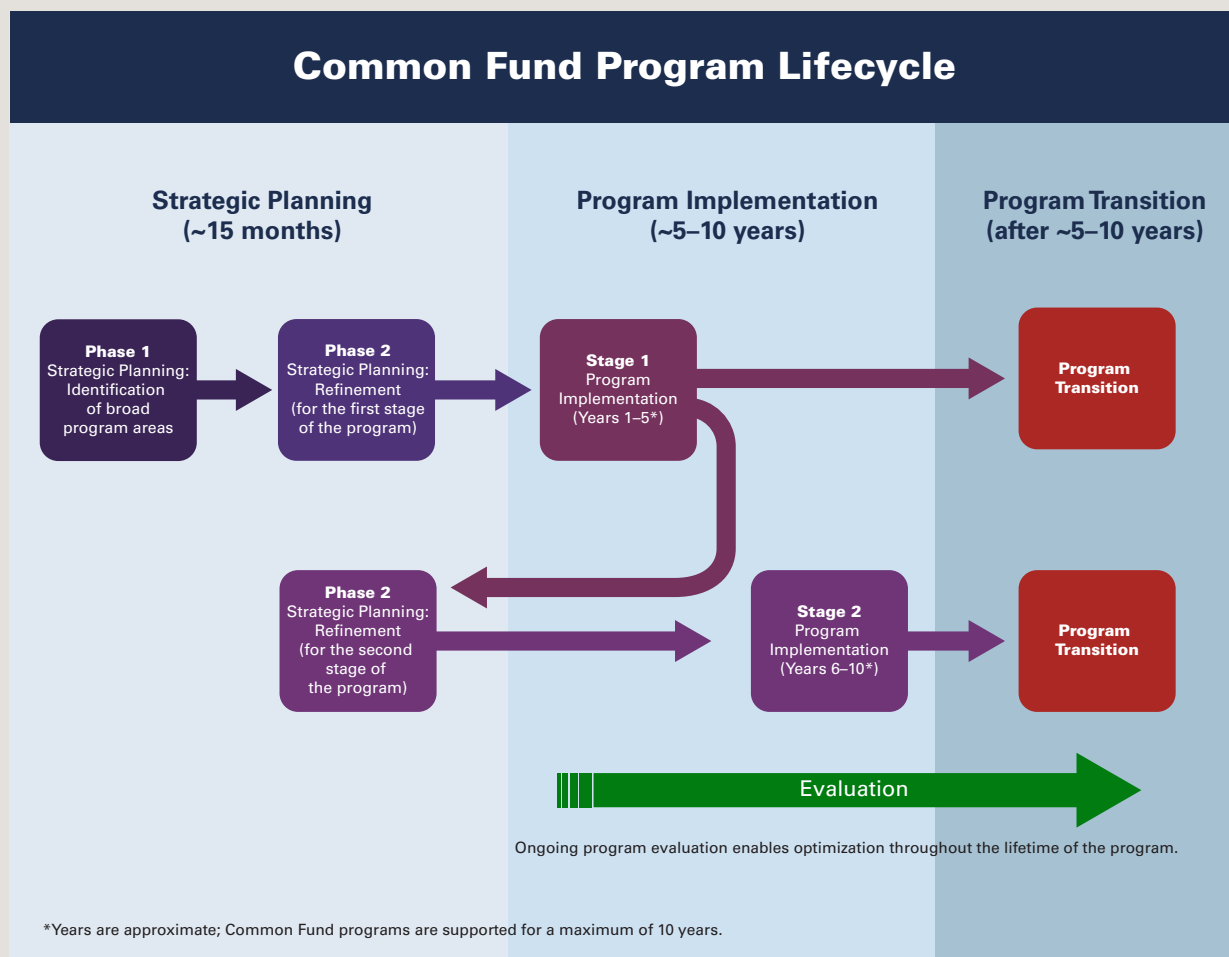 Common Fund Program Lifecycle
Strategic Planning
(~15 months)
Program Implementation
(~5–10 years)
Program Transition
(after ~5–10 years)
Phase 1
Strategic Planning:
Identification
of broad
program areas
Phase 2
Strategic Planning:
Refinement
(for the first stage
of the program)
Stage 1
Program
Implementation
(Years 1–5*)
Program
Transition
Phase 2
Strategic Planning:
Refinement
(for the second
stage of
the program)
Stage 2
Program
Implementation
(Years 6–10*)
Program
Transition
Evaluation
Ongoing program evaluation enables optimization throughout the lifetime of the program.
*Years are approximate; Common Fund programs are supported for a maximum of 10 years.